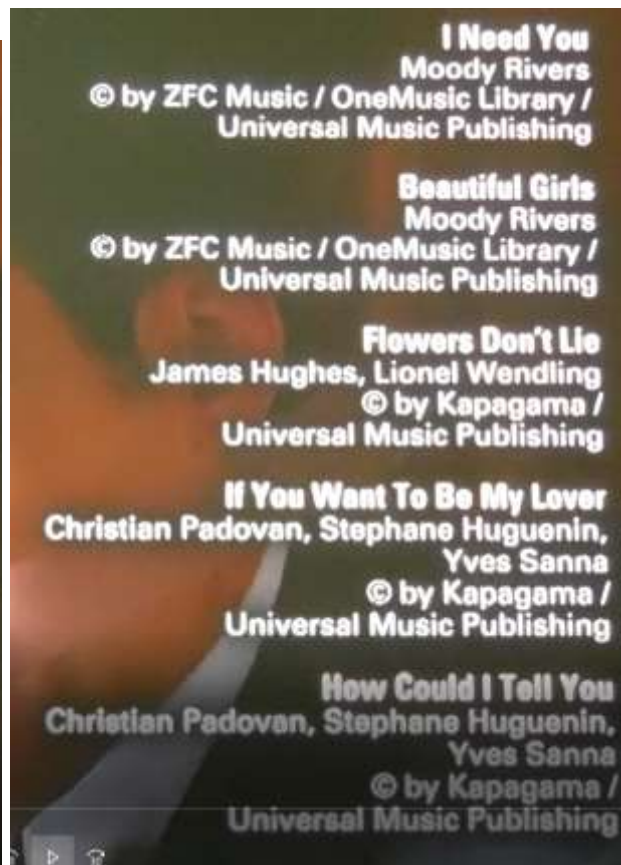 I Need You
Moody Rivers
© by ZFC Music / OneMusic Library /
Universal Music Publishing
Beautiful Girls
Moody Rivers
© by ZFC Music / OneMusic Library /
Universal Music Publishing
Flowers Don't Lie
James Hughes, Lionel Wendling
© by Kapagama /
Universal Music Publishing
If You Want To Be My Lover
Christian Padovan, Stephane Huguenin,
Yves Sanna
© by Kapagama /
Universal Music Publishing
How Could I Tell You
Christian Padovan, Stephane Huguenin,
Yves Sanna
© by Kapagama /
Universal Music Publishing